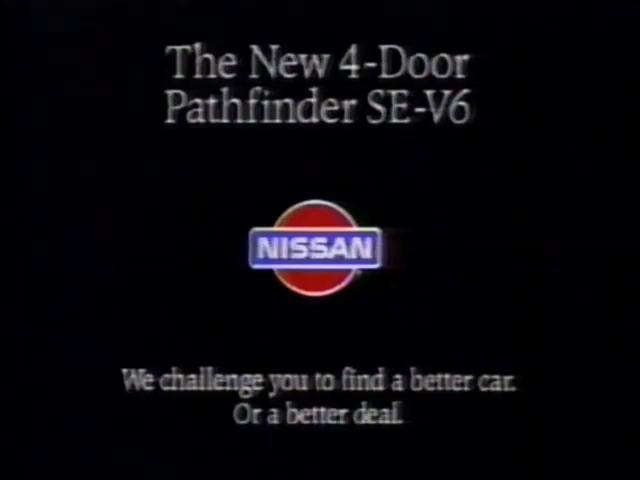 The New 4-Door
Pathfinder SE-V6
NISSAN
We challenge you to find a better car.
Or a better deal.